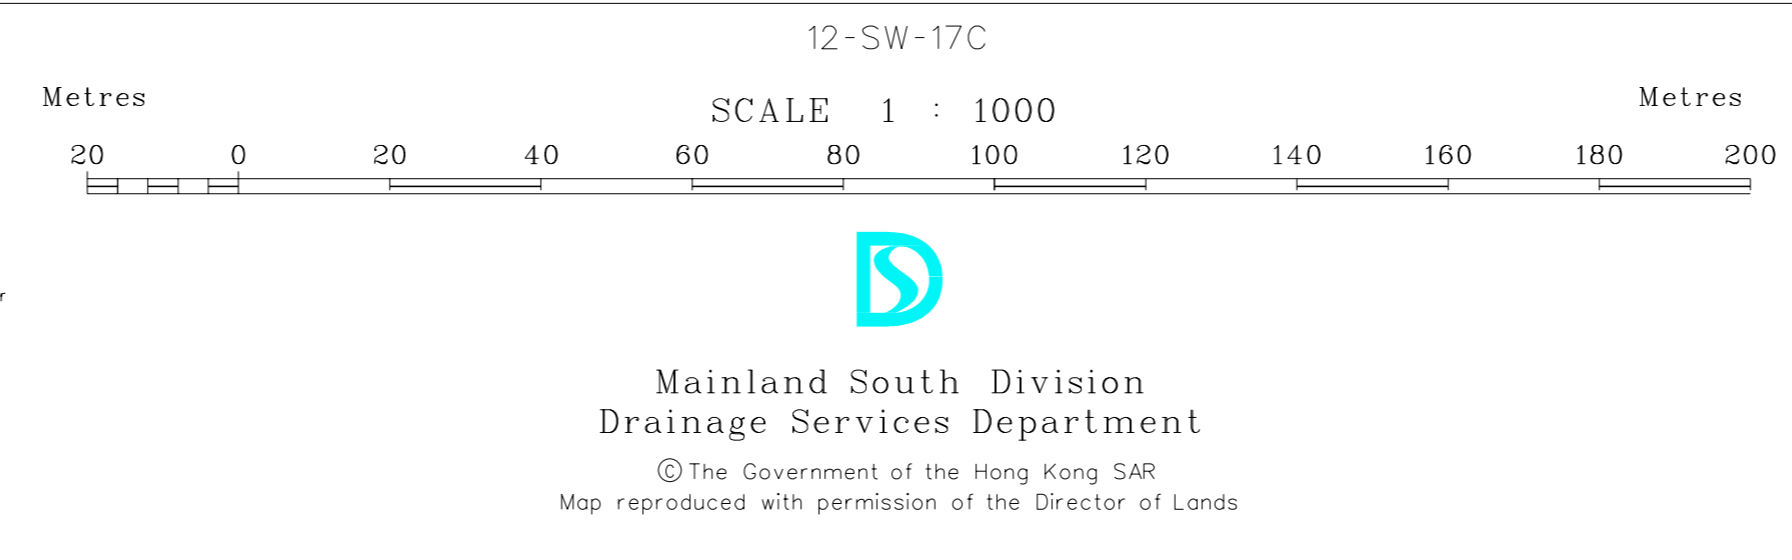 12-SW-17C
Metres Metres
SCALE 1 : 1000
20 0 20 40 60 80 100 120 140 160 180 200
Mainland South Division
Drainage Services Department
© The Government of the Hong Kong SAR
Map reproduced with permission of the Director of Lands